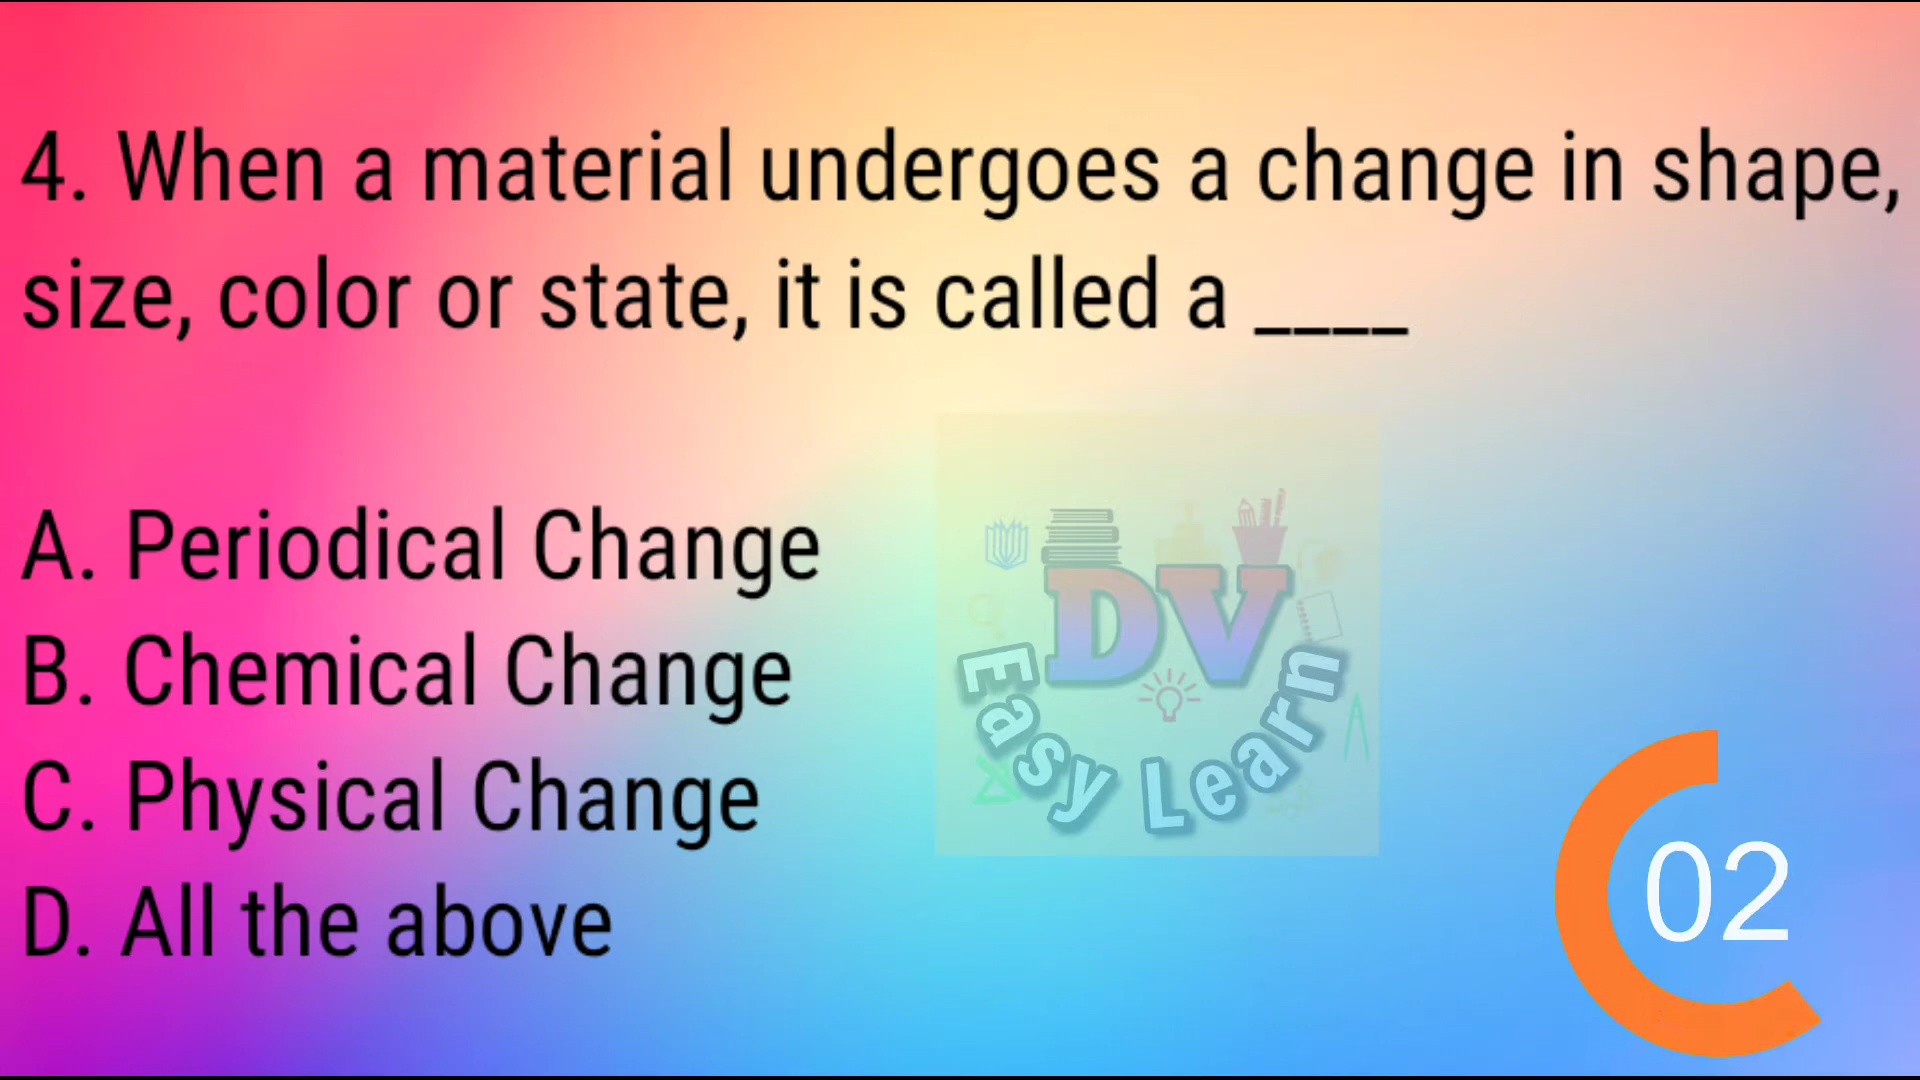 4. When a material undergoes a change in shape,
size, color or state, it is called a ____
A. Periodical Change
B. Chemical Change
C. Physical Change
D. All the above
DV
Easy Learn
02